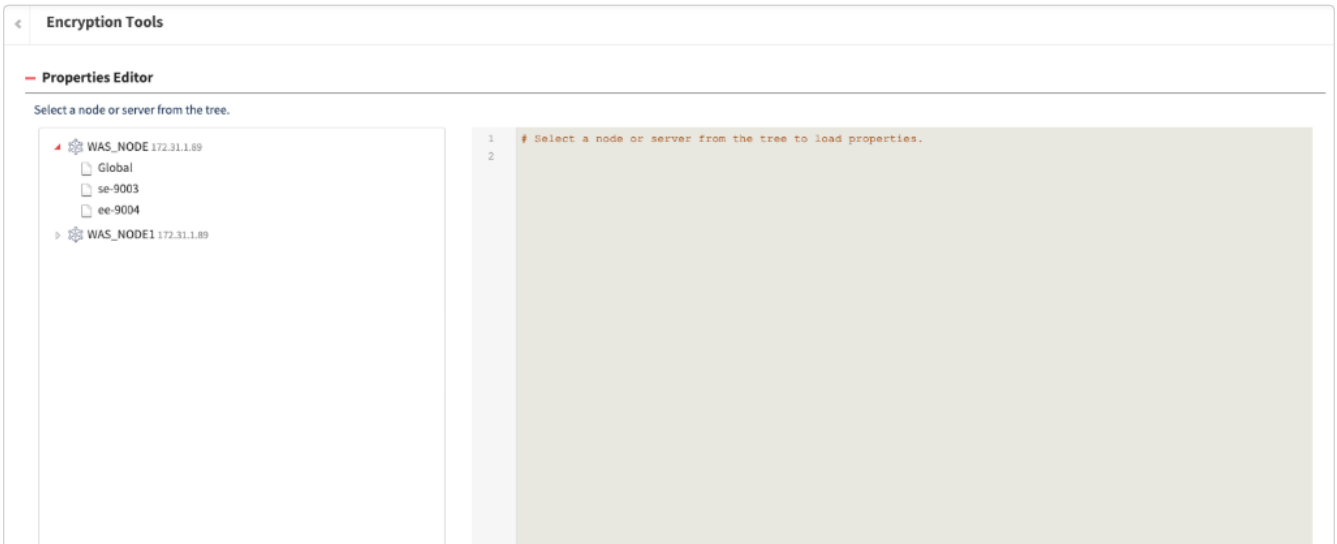 Encryption Tools
Properties Editor
Select a node or server from the tree.
WAS_NODE 172.31.1.89
Global
se-9003
ee-9004
WAS_NODE1 172.31.1.89
1 # Select a node or server from the tree to load properties.
2